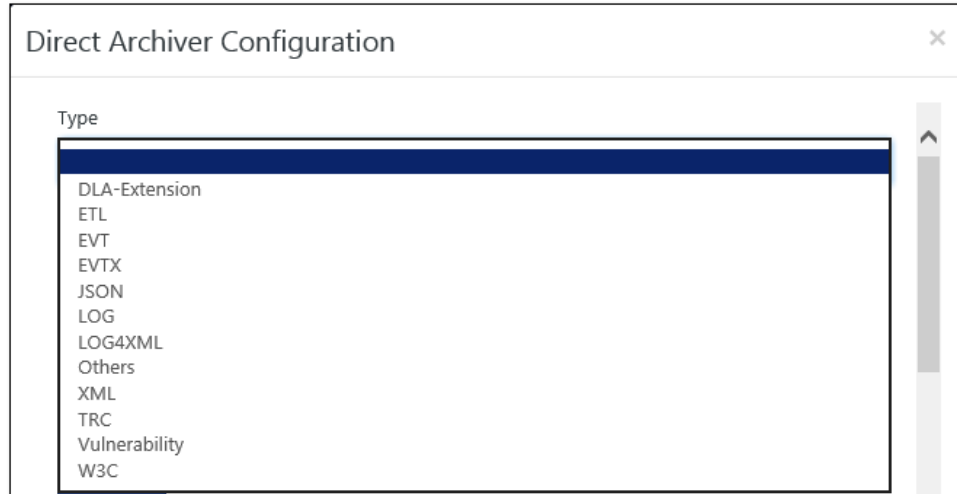 Direct Archiver Configuration
×
Type
DLA-Extension
ETL
EVT
EVTX
JSON
LOG
LOG4XML
Others
XML
TRC
Vulnerability
W3C